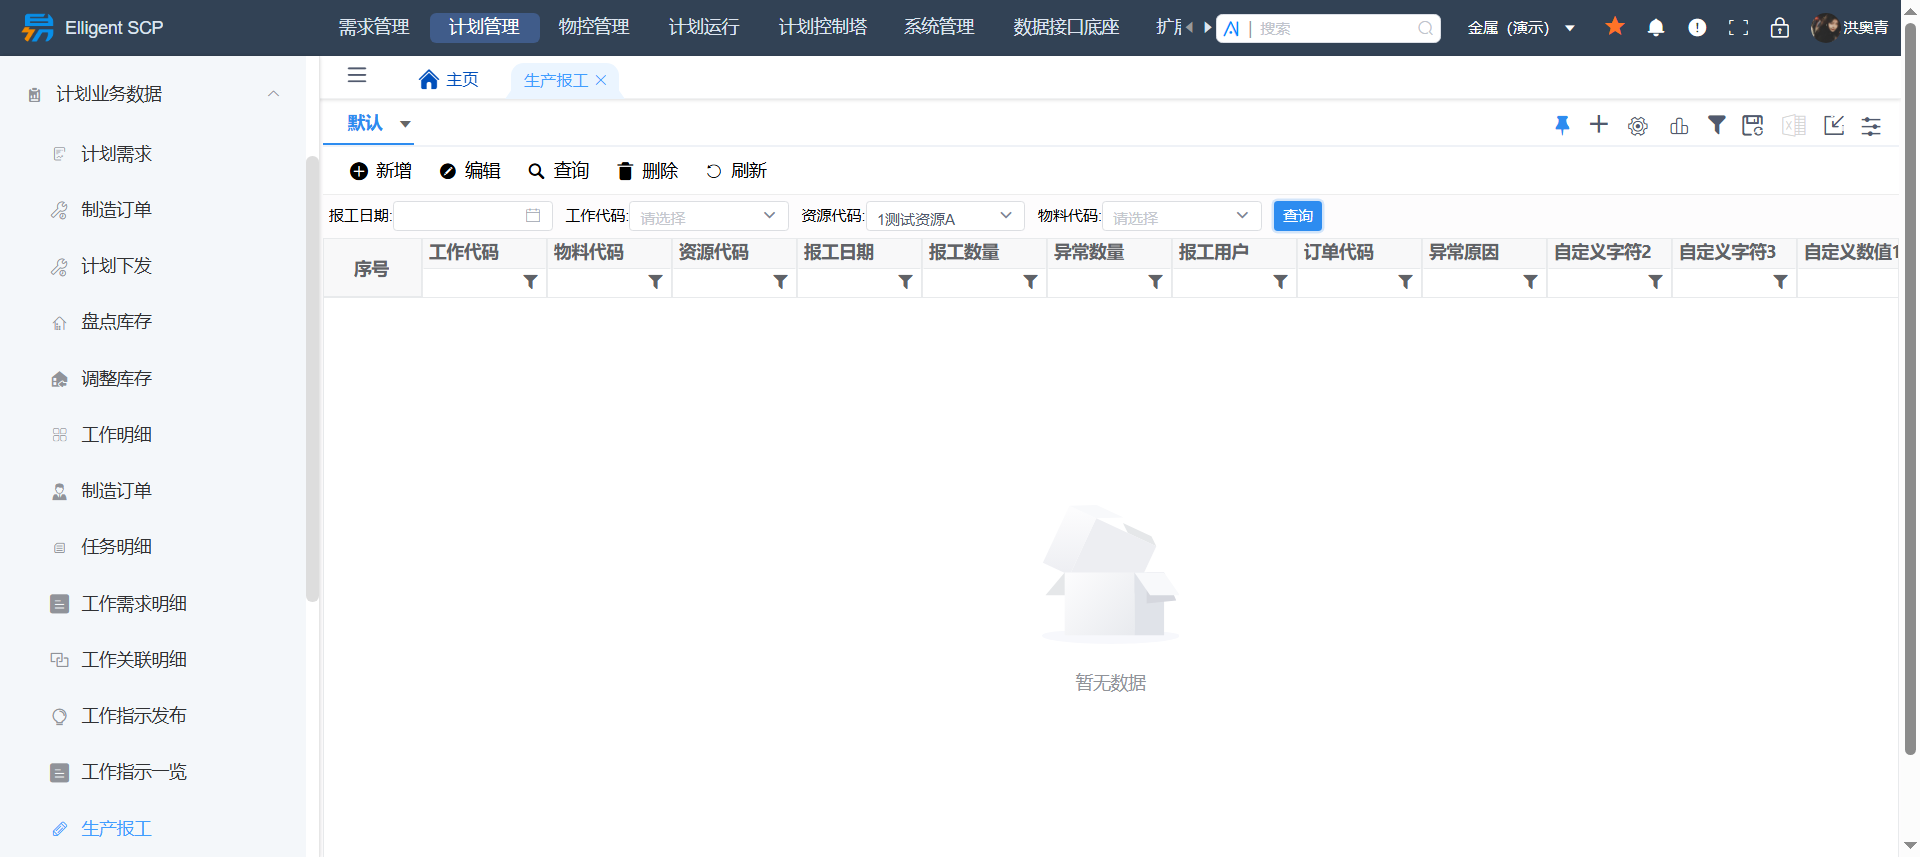 Elligent SCP
需求管理 计划管理 物控管理 计划运行 计划控制塔 系统管理 数据接口底座
搜索
金属 (演示)
洪奥青
计划业务数据
计划需求
制造订单
计划下发
盘点库存
调整库存
工作明细
制造订单
任务明细
工作需求明细
工作关联明细
工作指示发布
工作指示一览
生产报工
主页 生产报工
默认
新增 编辑 查询 删除 刷新
报工日期: 工作代码: 请选择 资源代码: 1测试资源A 物料代码: 请选择 查询
序号 工作代码 物料代码 资源代码 报工日期 报工数量 异常数量 报工用户 订单代码 异常原因 自定义字符2 自定义字符3 自定义数值1
暂无数据